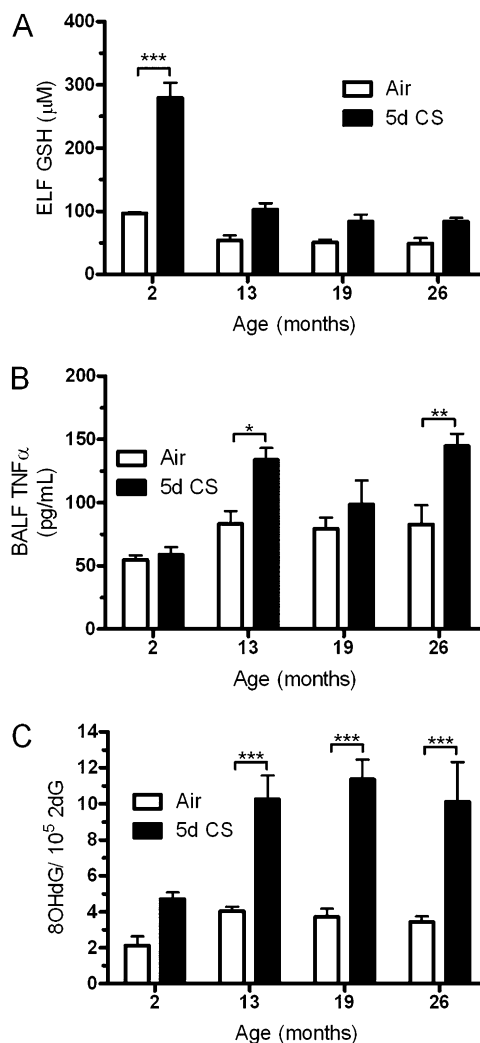 A
ELF GSH (μM)
400
300
200
100
0
***
Air
5d CS
2 13 19 26
Age (months)
B
BALF TNFα
(pg/mL)
200
150
100
50
0
* **
Air
5d CS
2 13 19 26
Age (months)
C
8OHdG/ 10⁵ 2dG
14
12
10
8
6
4
2
0
*** *** ***
Air
5d CS
2 13 19 26
Age (months)